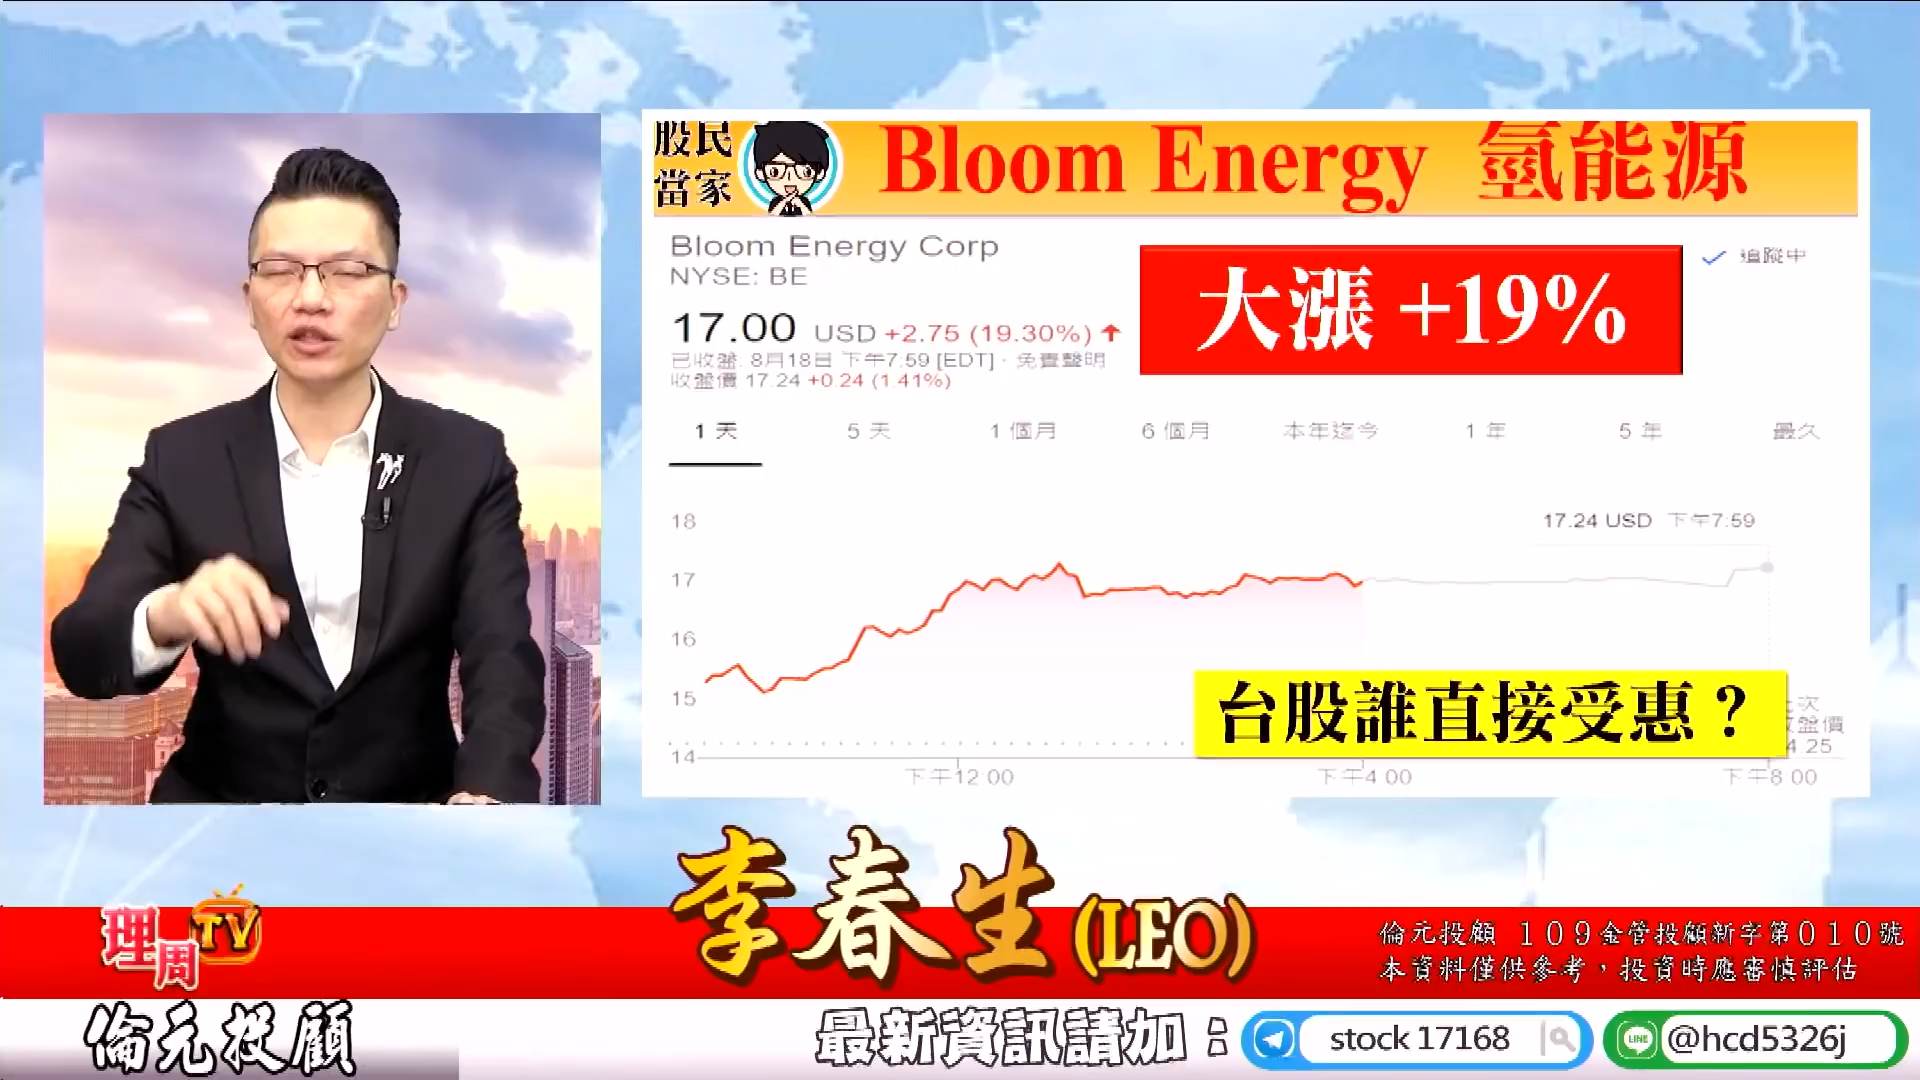 股民
當家
Bloom Energy 氫能源
Bloom Energy Corp
NYSE: BE
大漲 +19%
追蹤中
17.00 USD +2.75 (19.30%)
已收盤: 8月18日 下午7:59 [EDT]· 免責聲明
收盤價 17.24 +0.24 (1.41%)
1 天 5 天 1 個月 6 個月 本年迄今 1 年 5 年 最久
17.24 USD 下午7:59
18
17
16
15
14
台股誰直接受惠？
次
盤價
4 25
下午12 00 下午4 00 下午8 00
李春生(LEO)
理周TV
倫元投顧 109金管投顧新字第010號
本資料僅供參考，投資時應審慎評估
倫元投顧
最新資訊請加：
stock17168
LINE
@hcd5326j